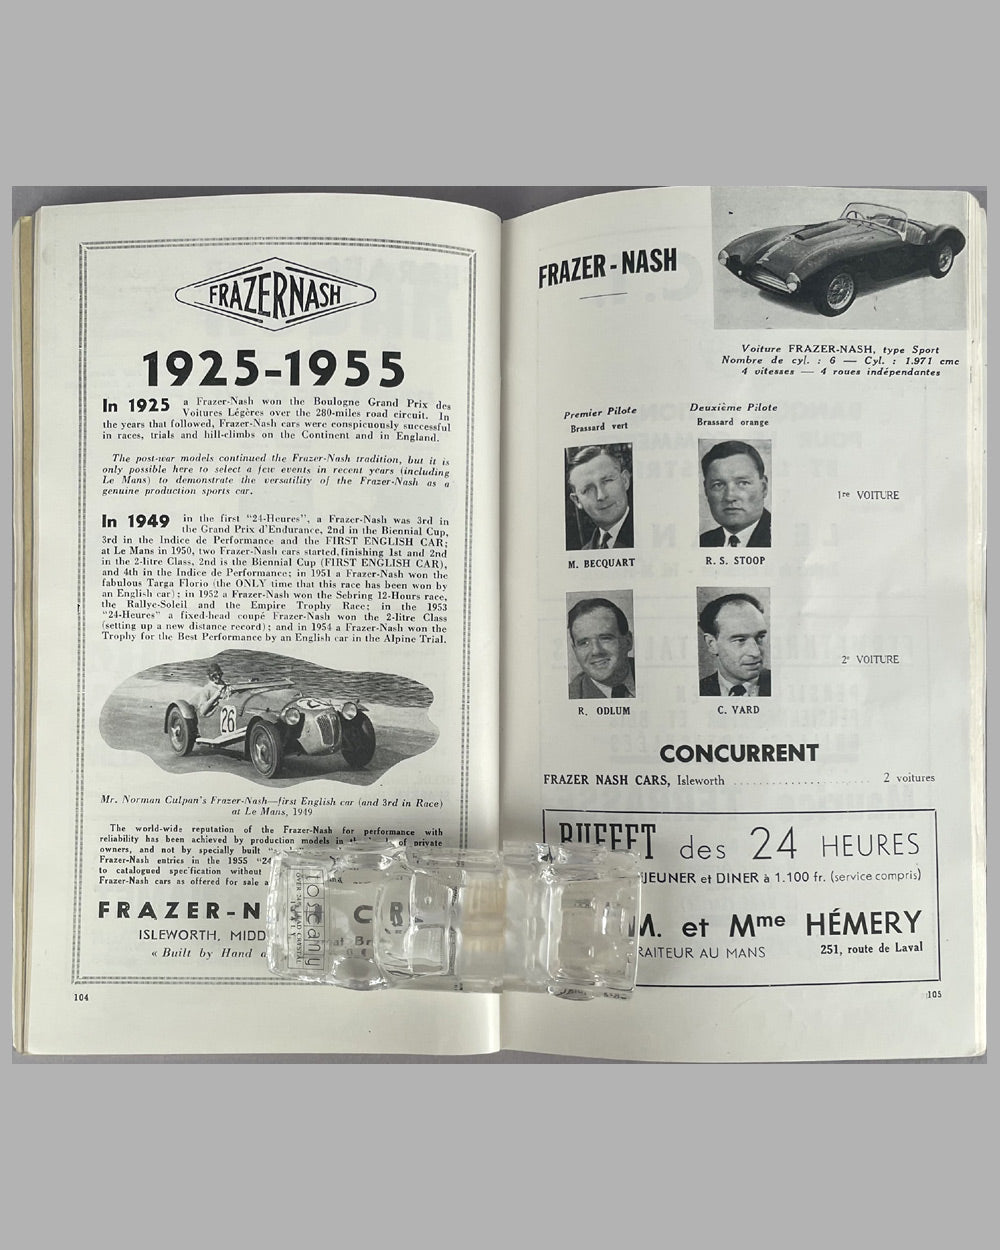 FRAZERNASH
1925-1955
In 1925 a Frazer-Nash won the Boulogne Grand Prix des
Voitures Légères over the 280-miles road circuit. In
the years that followed, Frazer-Nash cars were conspicuously successful
in races, trials and hill-climbs on the Continent and in England.
The post-war models continued the Frazer-Nash tradition, but it is
only possible here to select a few events in recent years (including
Le Mans) to demonstrate the versatility of the Frazer-Nash as a
genuine production sports car.
In 1949 in the first "24-Heures", a Frazer-Nash was 3rd in
the Grand Prix d'Endurance, 2nd in the Biennial Cup,
3rd in the Indice de Performance and the FIRST ENGLISH CAR;
at Le Mans in 1950, two Frazer-Nash cars started, finishing 1st and 2nd
in the 2-litre Class, 2nd is the Biennial Cup (FIRST ENGLISH CAR),
and 4th in the Indice de Performance; in 1951 a Frazer-Nash won the
fabulous Targa Florio (the ONLY time that this race has been won by
an English car); in 1952 a Frazer-Nash won the Sebring 12-Hours race,
the Rallye-Soleil and the Empire Trophy Race; in the 1953
"24-Heures" a fixed-head coupé Frazer-Nash won the 2-litre Class
(setting up a new distance record); and in 1954 a Frazer-Nash won the
Trophy for the Best Performance by an English car in the Alpine Trial.
26
Mr. Norman Culpan's Frazer-Nash—first English car (and 3rd in Race)
at Le Mans, 1949
The world-wide reputation of the Frazer-Nash for performance with
reliability has been achieved by production models in the hands of private
owners, and not by specially built
Frazer-Nash entries in the 1955 "24
to catalogued specification without
Frazer-Nash cars as offered for sale a
FRAZER-N C R
ISLEWORTH, MIDD
« Built by Hand
104
toscany
OVER 24% LEAD CRYSTAL
ITALY
FRAZER-NASH
Voiture FRAZER-NASH, type Sport
Nombre de cyl. : 6 — Cyl. : 1.971 cmc
4 vitesses — 4 roues indépendantes
Premier Pilote Deuxième Pilote
Brassard vert Brassard orange
1re VOITURE
M. BECQUART R. S. STOOP
2e VOITURE
R. ODLUM C. VARD
CONCURRENT
FRAZER NASH CARS, Isleworth .................... 2 voitures
BUFFET des 24 HEURES
JEUNER et DINER à 1.100 fr. (service compris)
M. et Mme HÉMERY
RAITEUR AU MANS 251, route de Laval
105